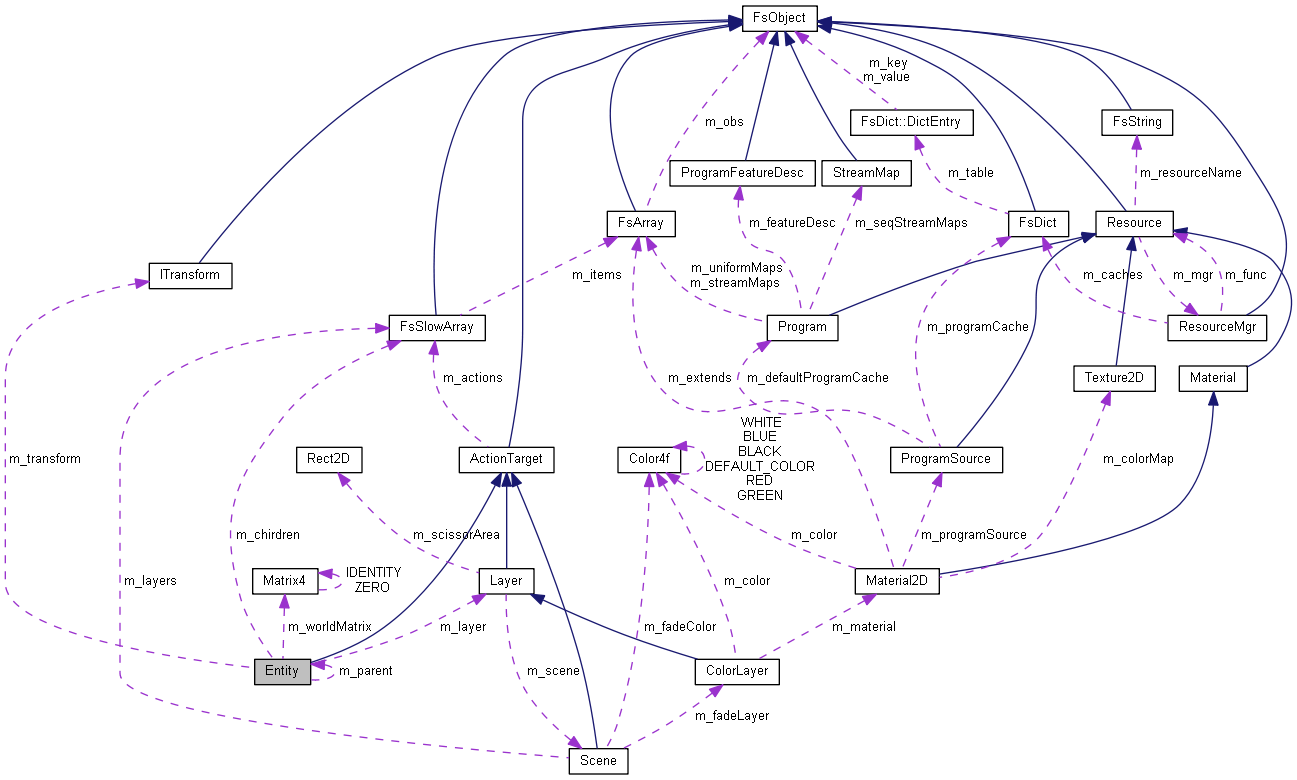 FsObject
m_key
m_value
m_obs
FsDict::DictEntry
FsString
ProgramFeatureDesc
StreamMap
m_table
m_resourceName
FsArray
m_featureDesc
m_seqStreamMaps
FsDict
Resource
ITransform
m_items
m_uniformMaps
m_streamMaps
m_caches
m_mgr
m_func
FsSlowArray
Program
m_programCache
ResourceMgr
m_actions
m_extends
m_defaultProgramCache
Texture2D
Material
m_transform
Rect2D
ActionTarget
Color4f
WHITE
BLUE
BLACK
DEFAULT_COLOR
RED
GREEN
ProgramSource
m_colorMap
m_chirdren
m_scissorArea
m_color
m_programSource
m_layers
Matrix4
IDENTITY
ZERO
Layer
m_color
Material2D
m_worldMatrix
m_layer
m_fadeColor
m_material
Entity
m_parent
m_scene
ColorLayer
m_fadeLayer
Scene